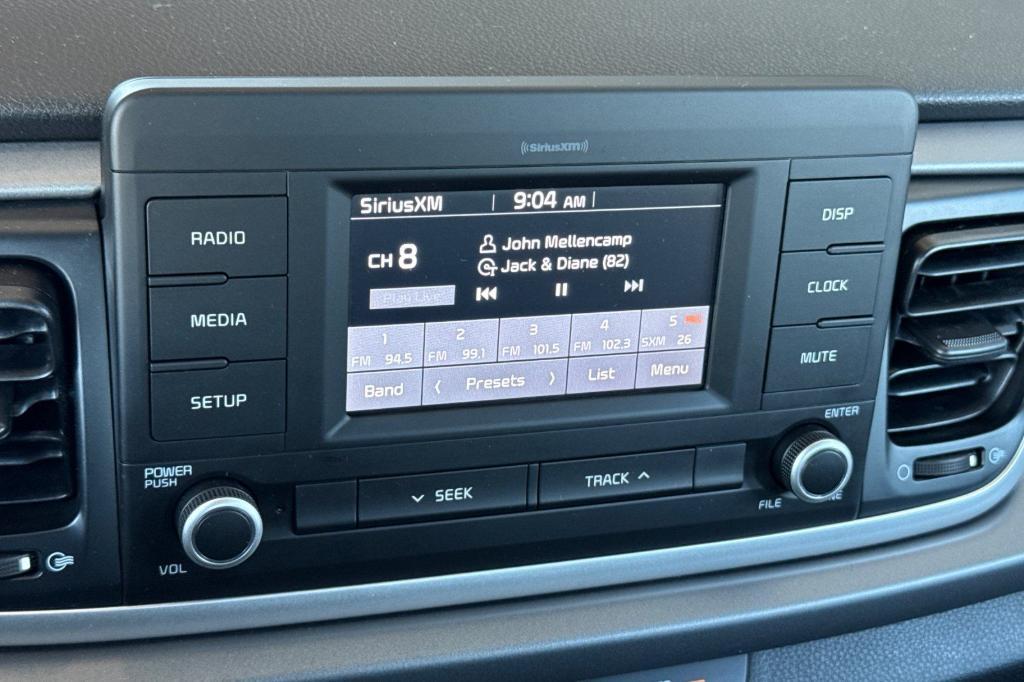 ((SiriusXM))
RADIO
MEDIA
SETUP
SiriusXM | 9:04 AM |
CH 8
John Mellencamp
Jack & Diane (82)
Play Live
1 2 3 4 5
FM 94.5 FM 99.1 FM 101.5 FM 102.3 SXM 26
Band 〈 Presets 〉 List Menu
DISP
CLOCK
MUTE
POWER
PUSH
VOL
SEEK
TRACK
ENTER
FILE